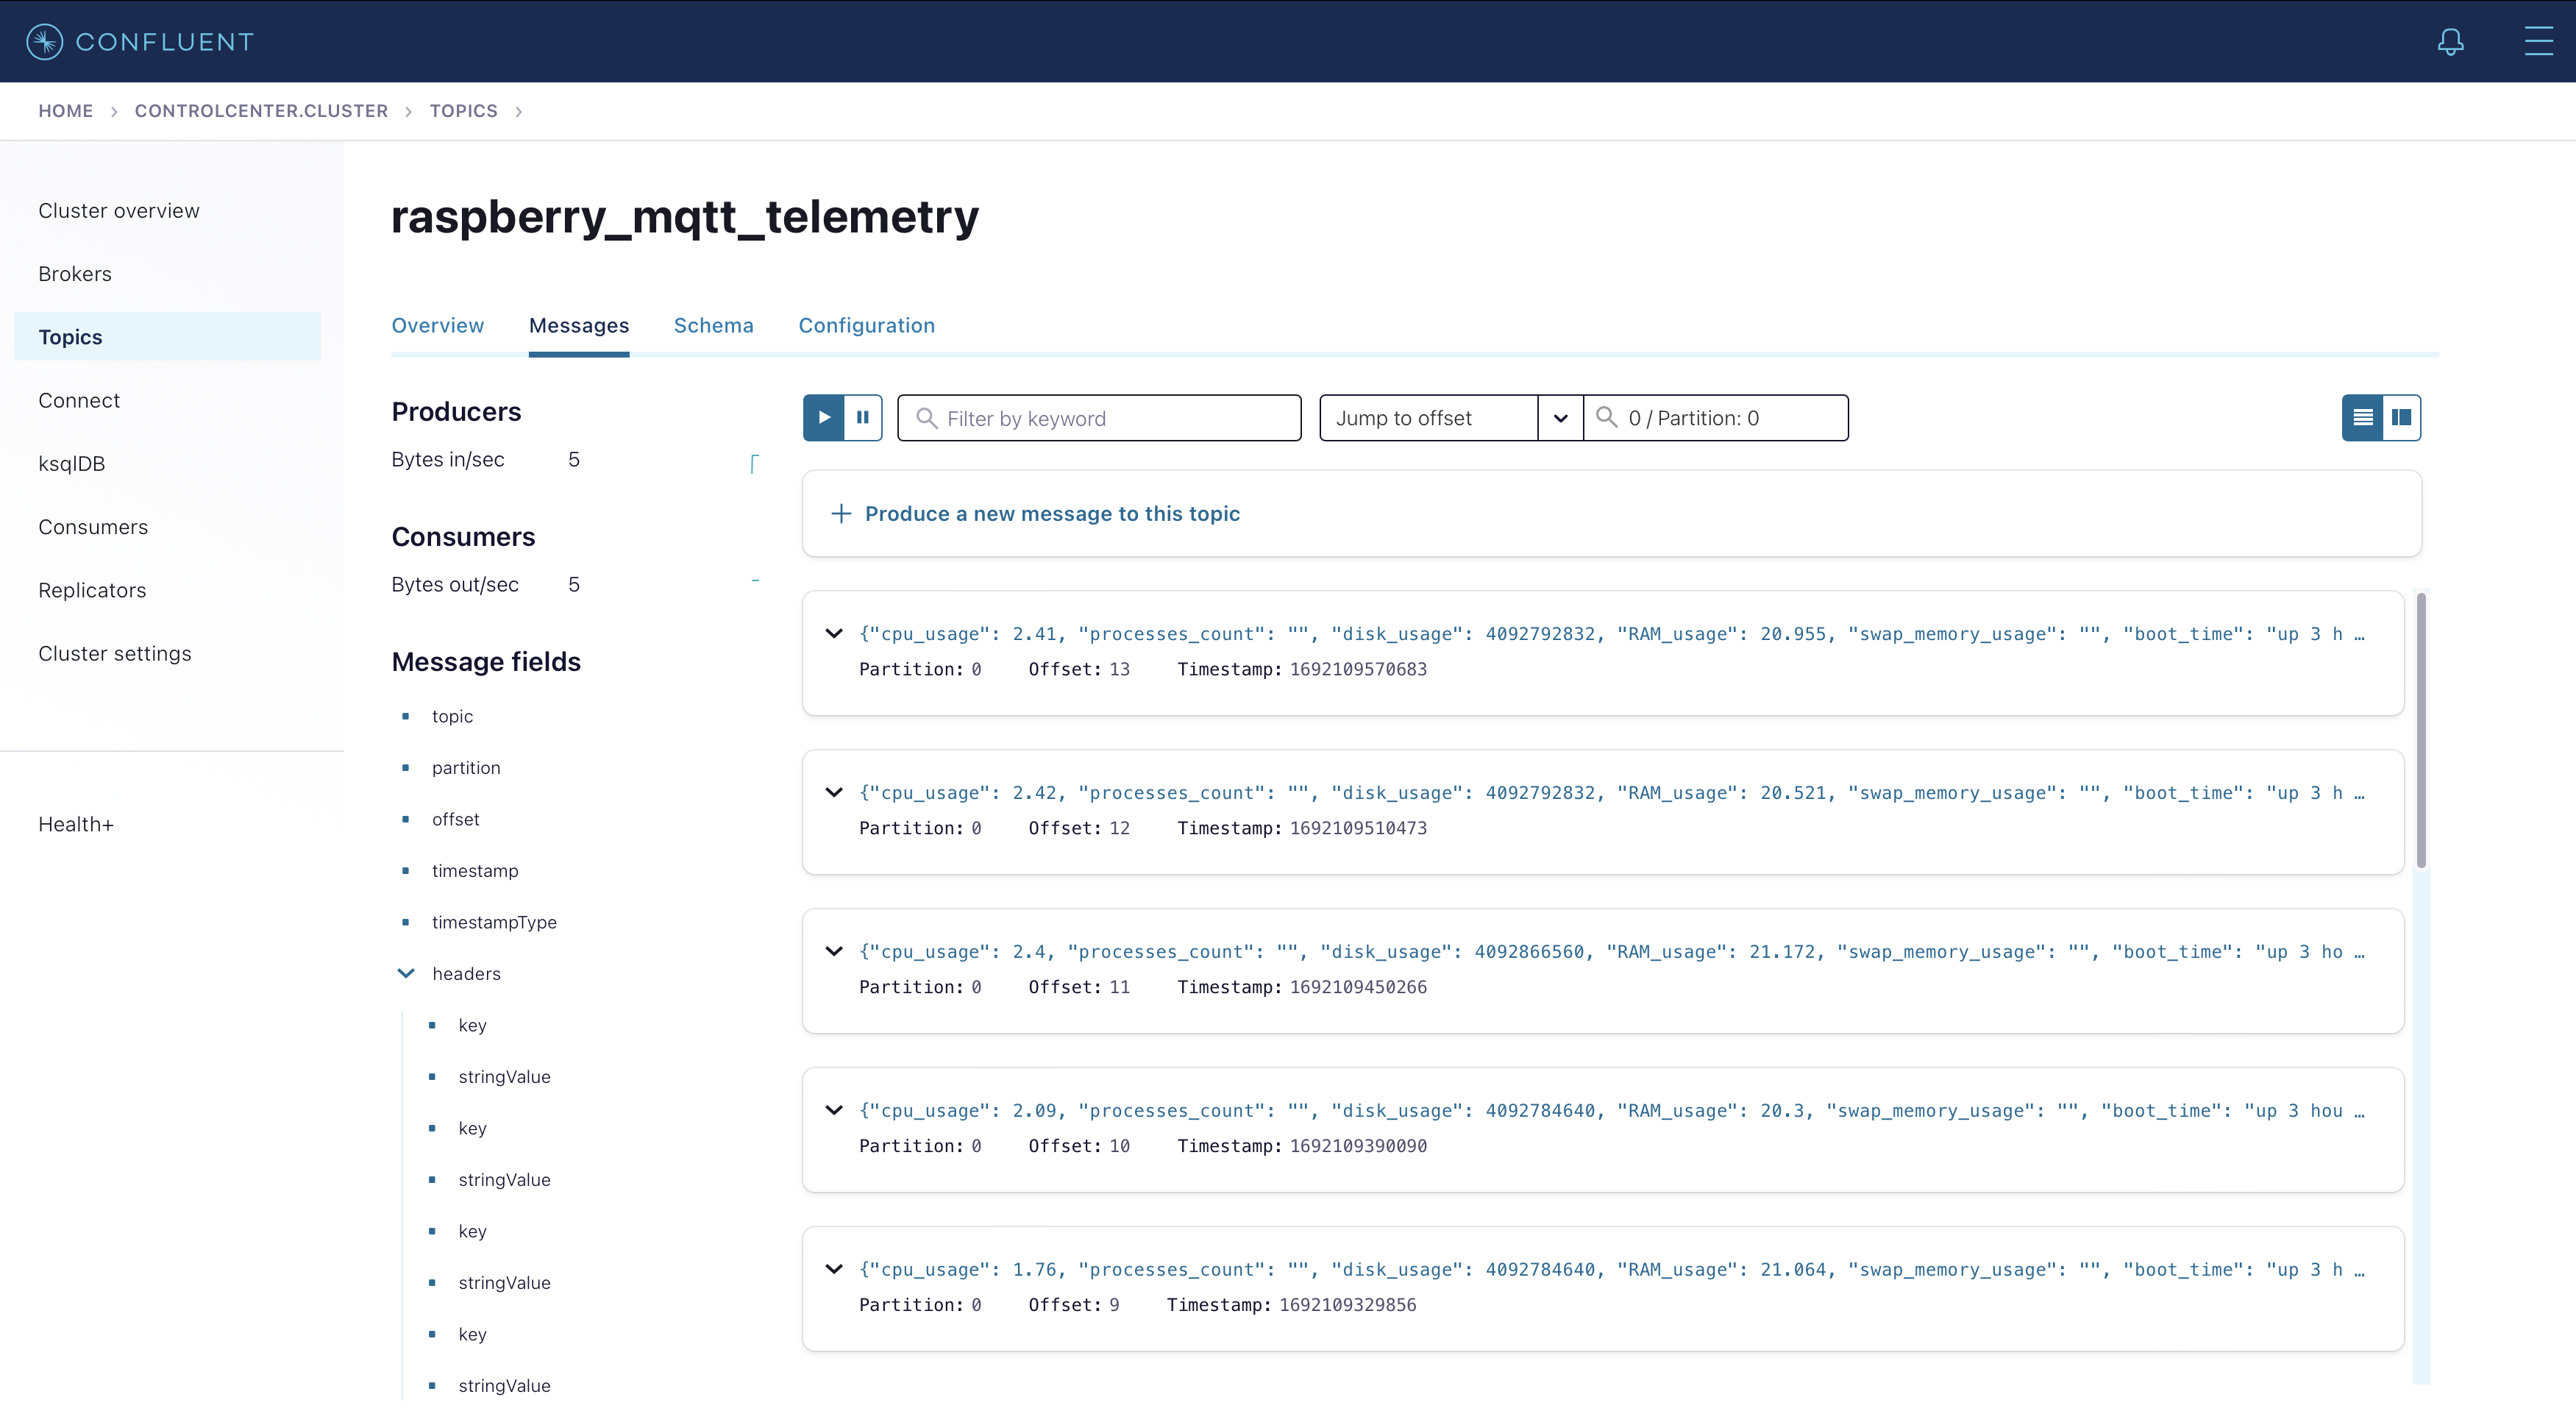 CONFLUENT
HOME > CONTROLCENTER.CLUSTER > TOPICS >
Cluster overview
Brokers
Topics
Connect
ksqlDB
Consumers
Replicators
Cluster settings
Health+
raspberry_mqtt_telemetry
Overview Messages Schema Configuration
Producers
Bytes in/sec 5
Consumers
Bytes out/sec 5
Message fields
topic
partition
offset
timestamp
timestampType
headers
key
stringValue
key
stringValue
key
stringValue
key
stringValue
Filter by keyword
Jump to offset
0 / Partition: 0
+ Produce a new message to this topic
{"cpu_usage": 2.41, "processes_count": "", "disk_usage": 4092792832, "RAM_usage": 20.955, "swap_memory_usage": "", "boot_time": "up 3 h …
Partition: 0 Offset: 13 Timestamp: 1692109570683
{"cpu_usage": 2.42, "processes_count": "", "disk_usage": 4092792832, "RAM_usage": 20.521, "swap_memory_usage": "", "boot_time": "up 3 h …
Partition: 0 Offset: 12 Timestamp: 1692109510473
{"cpu_usage": 2.4, "processes_count": "", "disk_usage": 4092866560, "RAM_usage": 21.172, "swap_memory_usage": "", "boot_time": "up 3 ho …
Partition: 0 Offset: 11 Timestamp: 1692109450266
{"cpu_usage": 2.09, "processes_count": "", "disk_usage": 4092784640, "RAM_usage": 20.3, "swap_memory_usage": "", "boot_time": "up 3 hou …
Partition: 0 Offset: 10 Timestamp: 1692109390090
{"cpu_usage": 1.76, "processes_count": "", "disk_usage": 4092784640, "RAM_usage": 21.064, "swap_memory_usage": "", "boot_time": "up 3 h …
Partition: 0 Offset: 9 Timestamp: 1692109329856